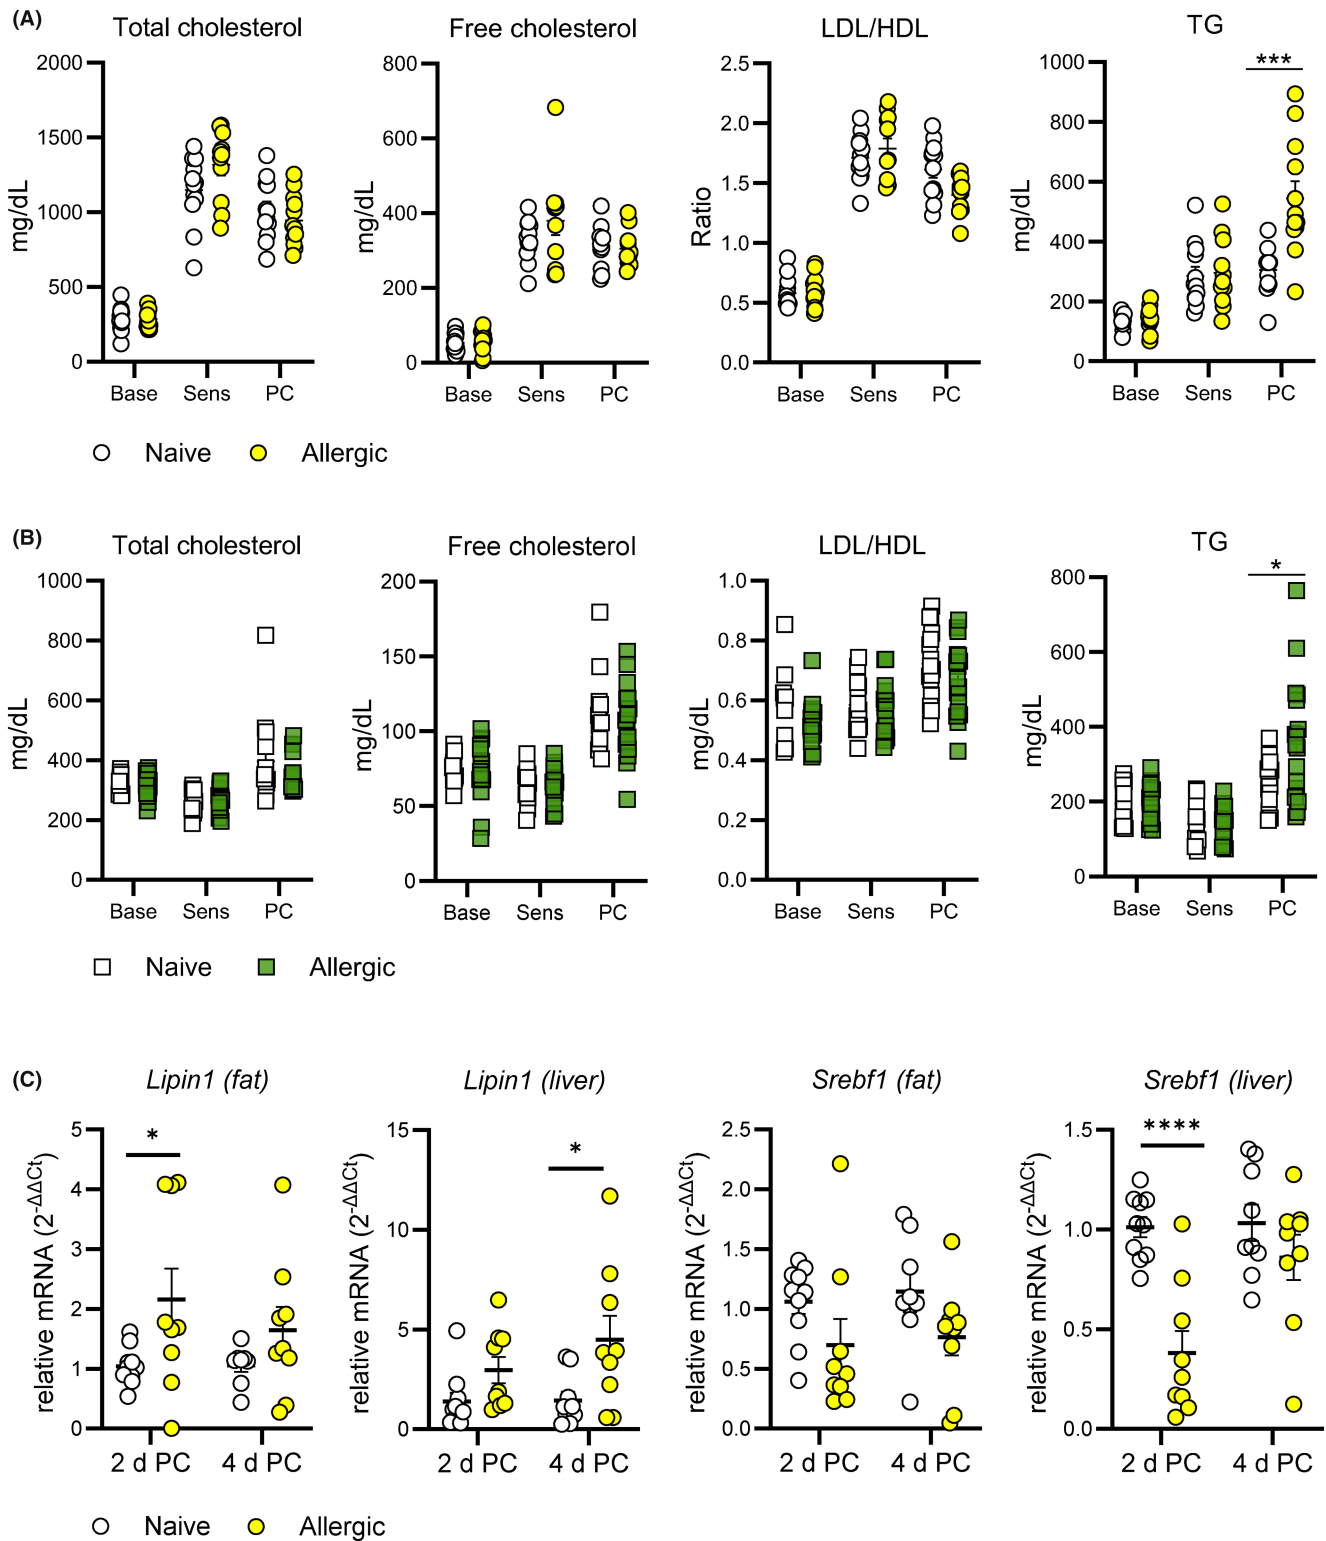 (A)
Total cholesterol
Free cholesterol
LDL/HDL
TG
2000
1500
1000
500
0
mg/dL
Base Sens PC
800
600
400
200
0
mg/dL
Base Sens PC
2.5
2.0
1.5
1.0
0.5
0.0
Ratio
Base Sens PC
1000
800
600
400
200
0
mg/dL
***
Base Sens PC
Naive Allergic
(B)
Total cholesterol
Free cholesterol
LDL/HDL
TG
1000
800
600
400
200
0
mg/dL
Base Sens PC
200
150
100
50
0
mg/dL
Base Sens PC
1.0
0.8
0.6
0.4
0.2
0.0
mg/dL
Base Sens PC
800
600
400
200
0
mg/dL
*
Base Sens PC
Naive Allergic
(C)
Lipin1 (fat)
Lipin1 (liver)
Srebf1 (fat)
Srebf1 (liver)
5
4
3
2
1
0
relative mRNA (2^-ΔΔCt)
*
2 d PC 4 d PC
15
10
5
0
relative mRNA (2^-ΔΔCt)
*
2 d PC 4 d PC
2.5
2.0
1.5
1.0
0.5
0.0
relative mRNA (2^-ΔΔCt)
2 d PC 4 d PC
1.5
1.0
0.5
0.0
relative mRNA (2^-ΔΔCt)
****
2 d PC 4 d PC
Naive Allergic